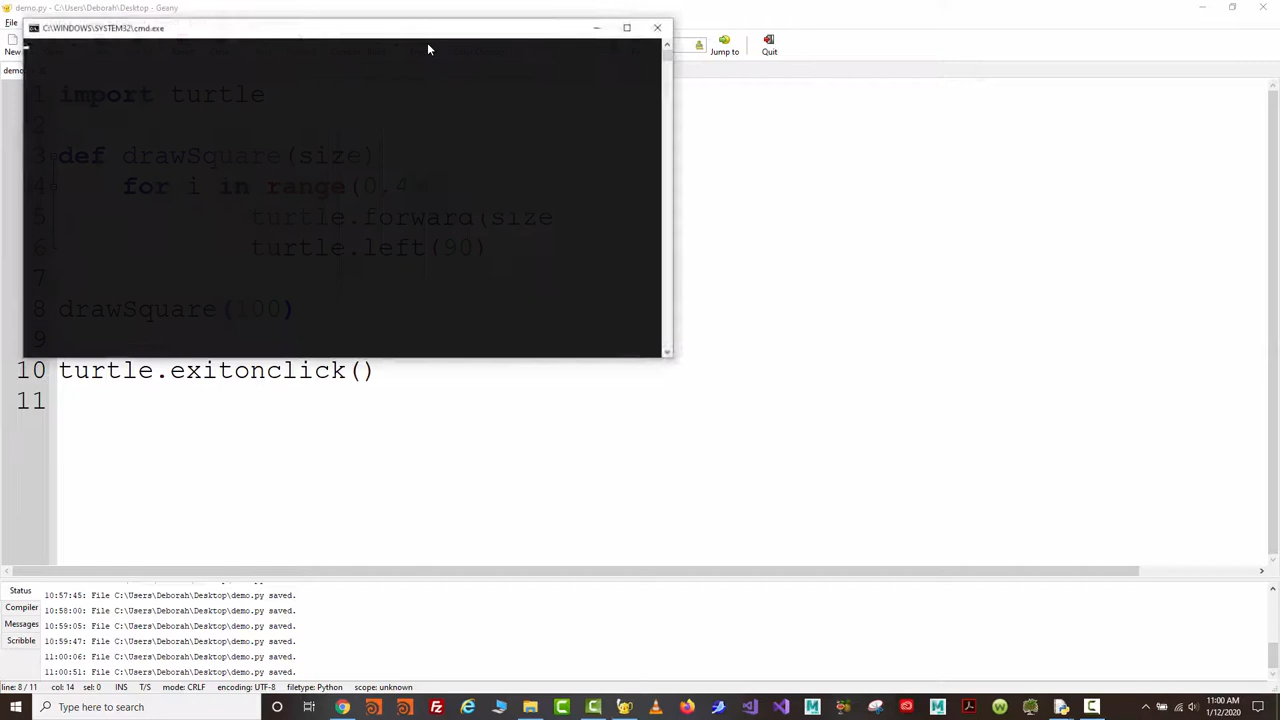 demo.py - C:\Users\Deborah\Desktop - Geany
File
C:\WINDOWS\SYSTEM32\cmd.exe
New
Jump to
Quit
demo
1 import turtle
2
3 def drawSquare(size)
4 for i in range(0.4
5 turtle.forward(size
6 turtle.left(90)
7
8 drawSquare(100)
9
10 turtle.exitonclick()
11
Status
Compiler
Messages
Scribble
10:57:45: File C:\Users\Deborah\Desktop\demo.py saved.
10:58:00: File C:\Users\Deborah\Desktop\demo.py saved.
10:59:05: File C:\Users\Deborah\Desktop\demo.py saved.
10:59:47: File C:\Users\Deborah\Desktop\demo.py saved.
11:00:06: File C:\Users\Deborah\Desktop\demo.py saved.
11:00:51: File C:\Users\Deborah\Desktop\demo.py saved.
line: 8 / 11 col: 14 sel: 0 INS T/S mode: CRLF encoding: UTF-8 filetype: Python scope: unknown
Type here to search
11:00 AM
1/12/2020